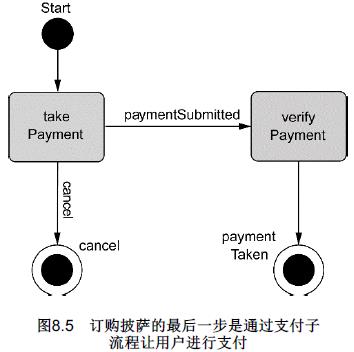 Start
take
Payment
paymentSubmitted
verify
Payment
cancel
cancel
payment
Taken
图8.5 订购披萨的最后一步是通过支付子
流程让用户进行支付